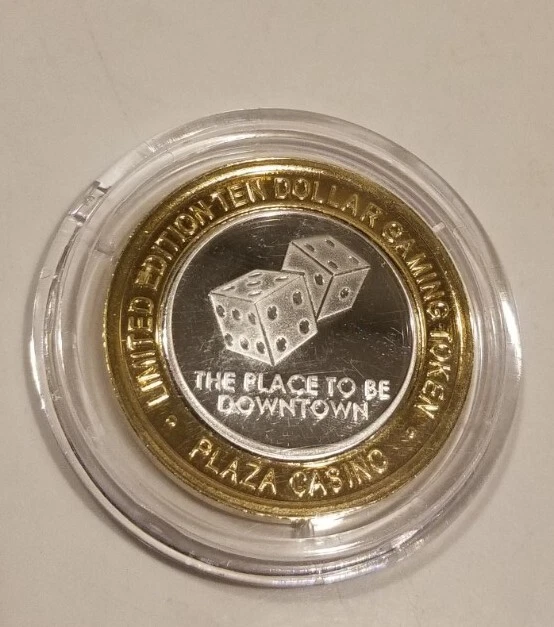 LIMITED EDITION TEN DOLLAR GAMING TOKEN
THE PLACE TO BE
DOWNTOWN
• PLAZA CASINO •